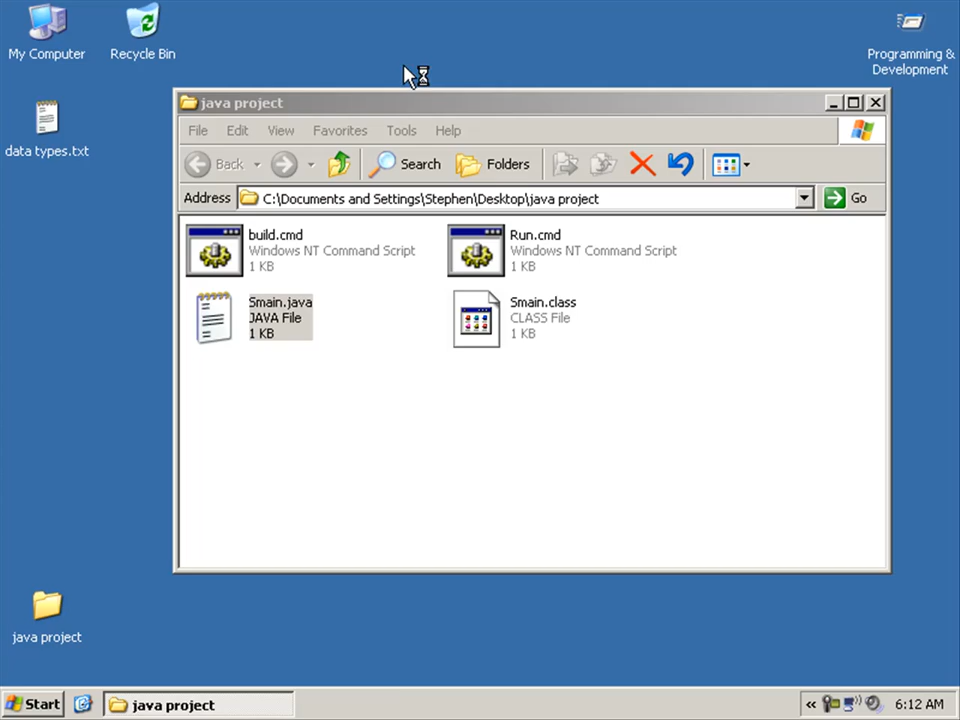 My Computer
Recycle Bin
Programming &
Development
data types.txt
java project
File Edit View Favorites Tools Help
Back Search Folders
Address C:\Documents and Settings\Stephen\Desktop\java project Go
build.cmd
Windows NT Command Script
1 KB
Run.cmd
Windows NT Command Script
1 KB
Smain.java
JAVA File
1 KB
Smain.class
CLASS File
1 KB
java project
Start java project 6:12 AM